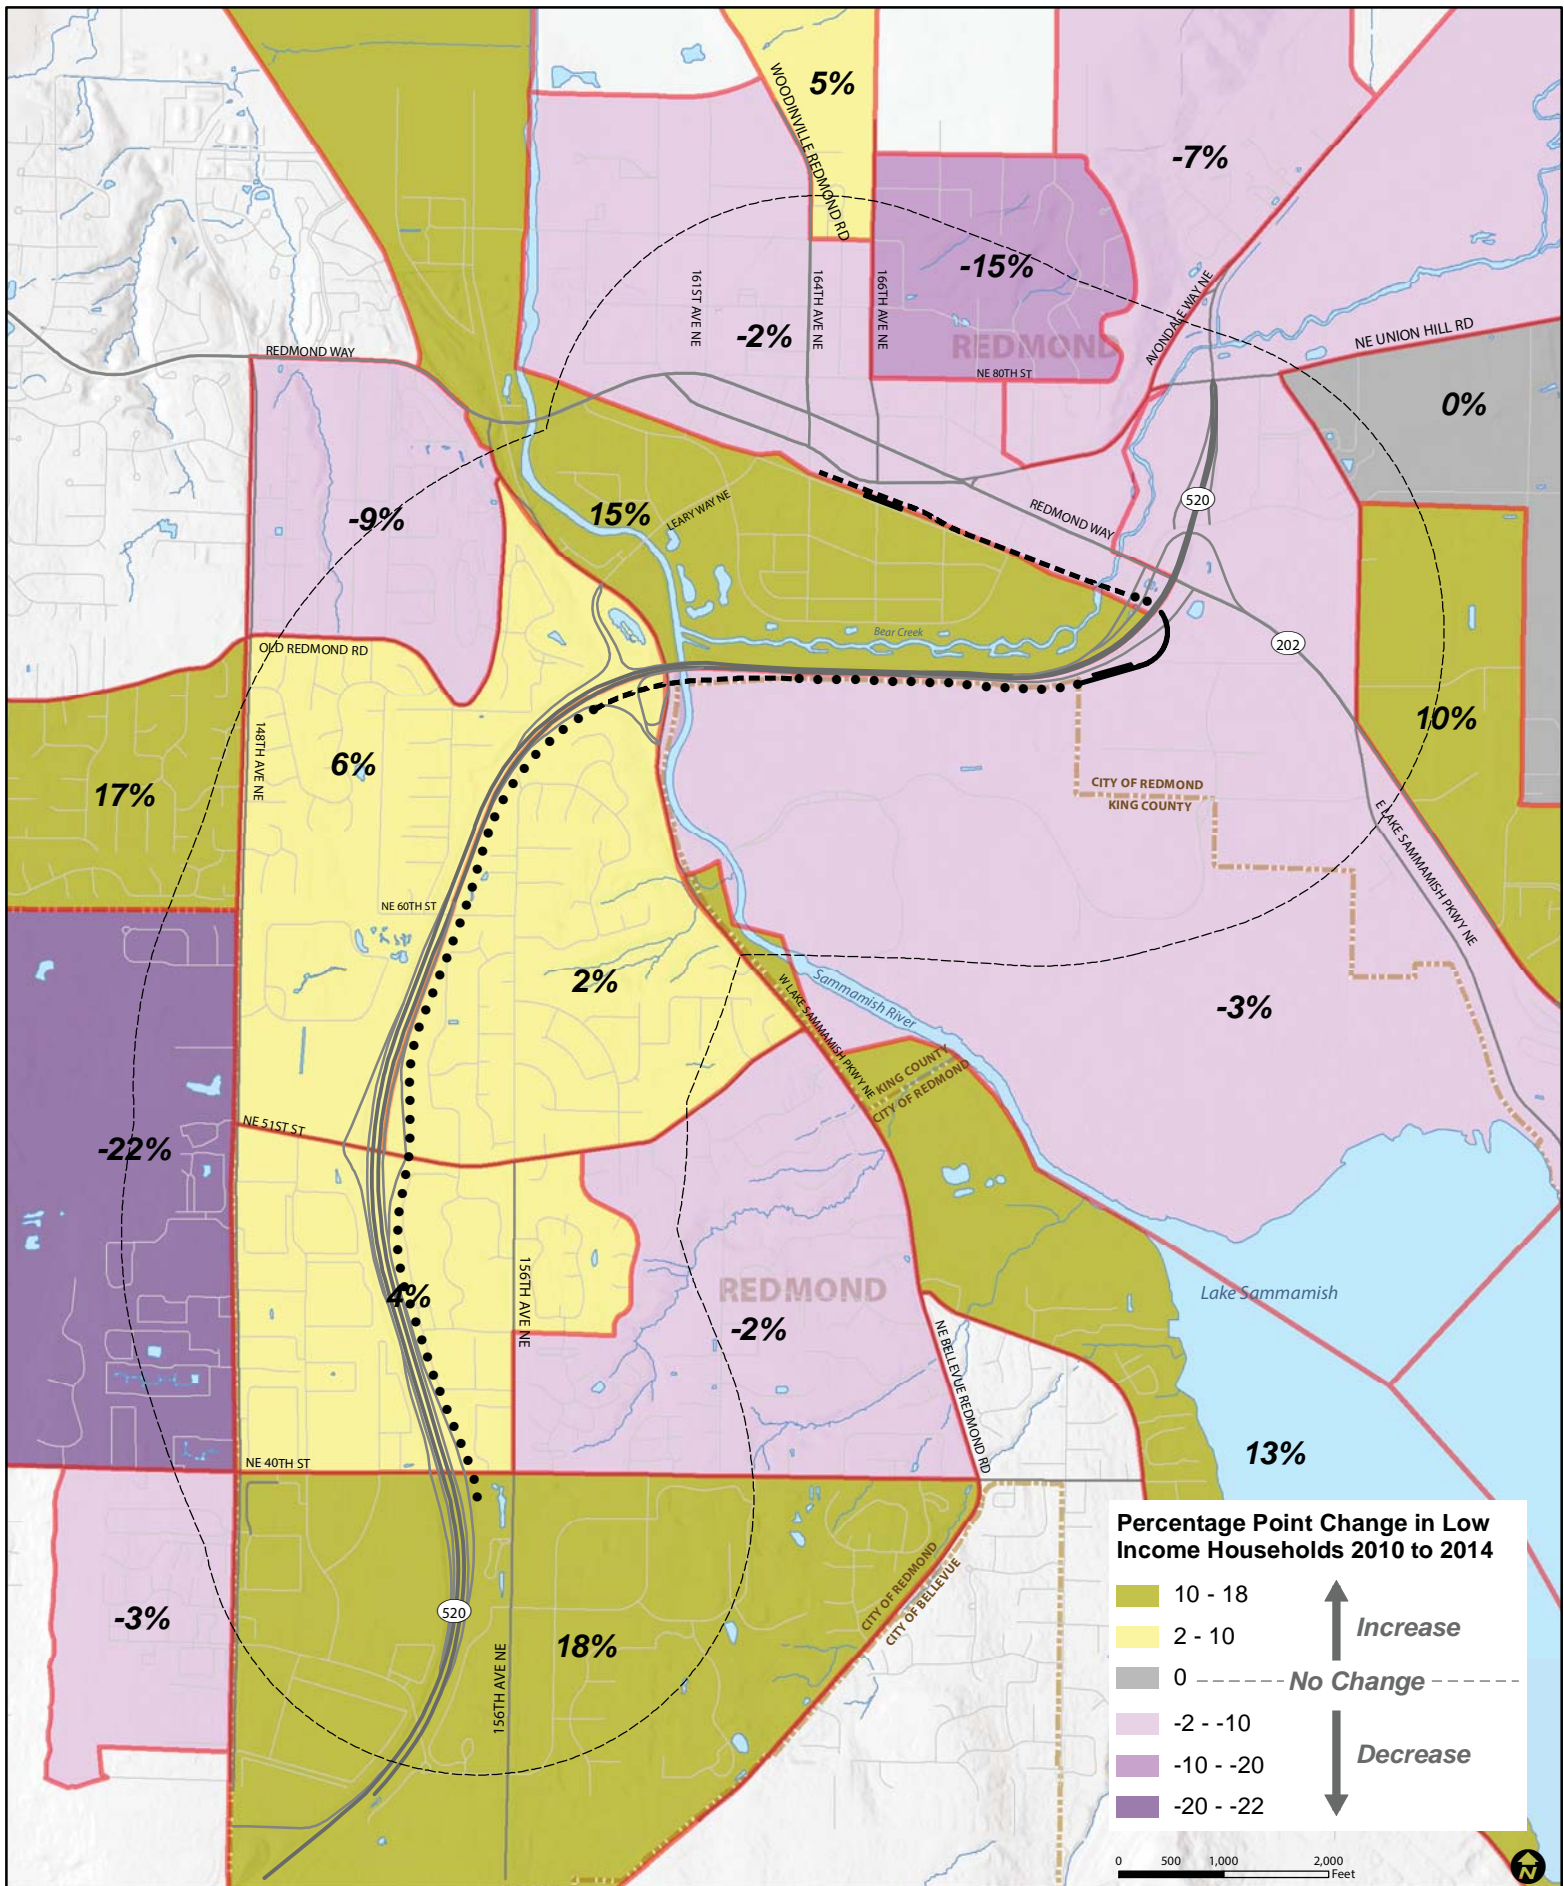 5%
WOODINVILLE REDMOND RD
-7%
-15%
161ST AVE NE
164TH AVE NE
166TH AVE NE
-2%
REDMOND
AVONDALE WAY NE
NE UNION HILL RD
REDMOND WAY
NE 80TH ST
0%
-9%
15%
LEARY WAY NE
REDMOND WAY
520
Bear Creek
202
OLD REDMOND RD
148TH AVE NE
6%
10%
17%
CITY OF REDMOND
KING COUNTY
E LAKE SAMMAMISH PKWY NE
NE 60TH ST
2%
W LAKE SAMMAMISH PKWY NE
Sammamish River
-3%
KING COUNTY
CITY OF REDMOND
NE 51ST ST
-22%
156TH AVE NE
4%
REDMOND
-2%
Lake Sammamish
NE BELLEVUE REDMOND RD
13%
NE 40TH ST
CITY OF REDMOND
CITY OF BELLEVUE
520
-3%
18%
156TH AVE NE
Percentage Point Change in Low
Income Households 2010 to 2014
10 - 18
2 - 10
Increase
0
No Change
-2 - -10
-10 - -20
Decrease
-20 - -22
0 500 1,000 2,000
Feet
N